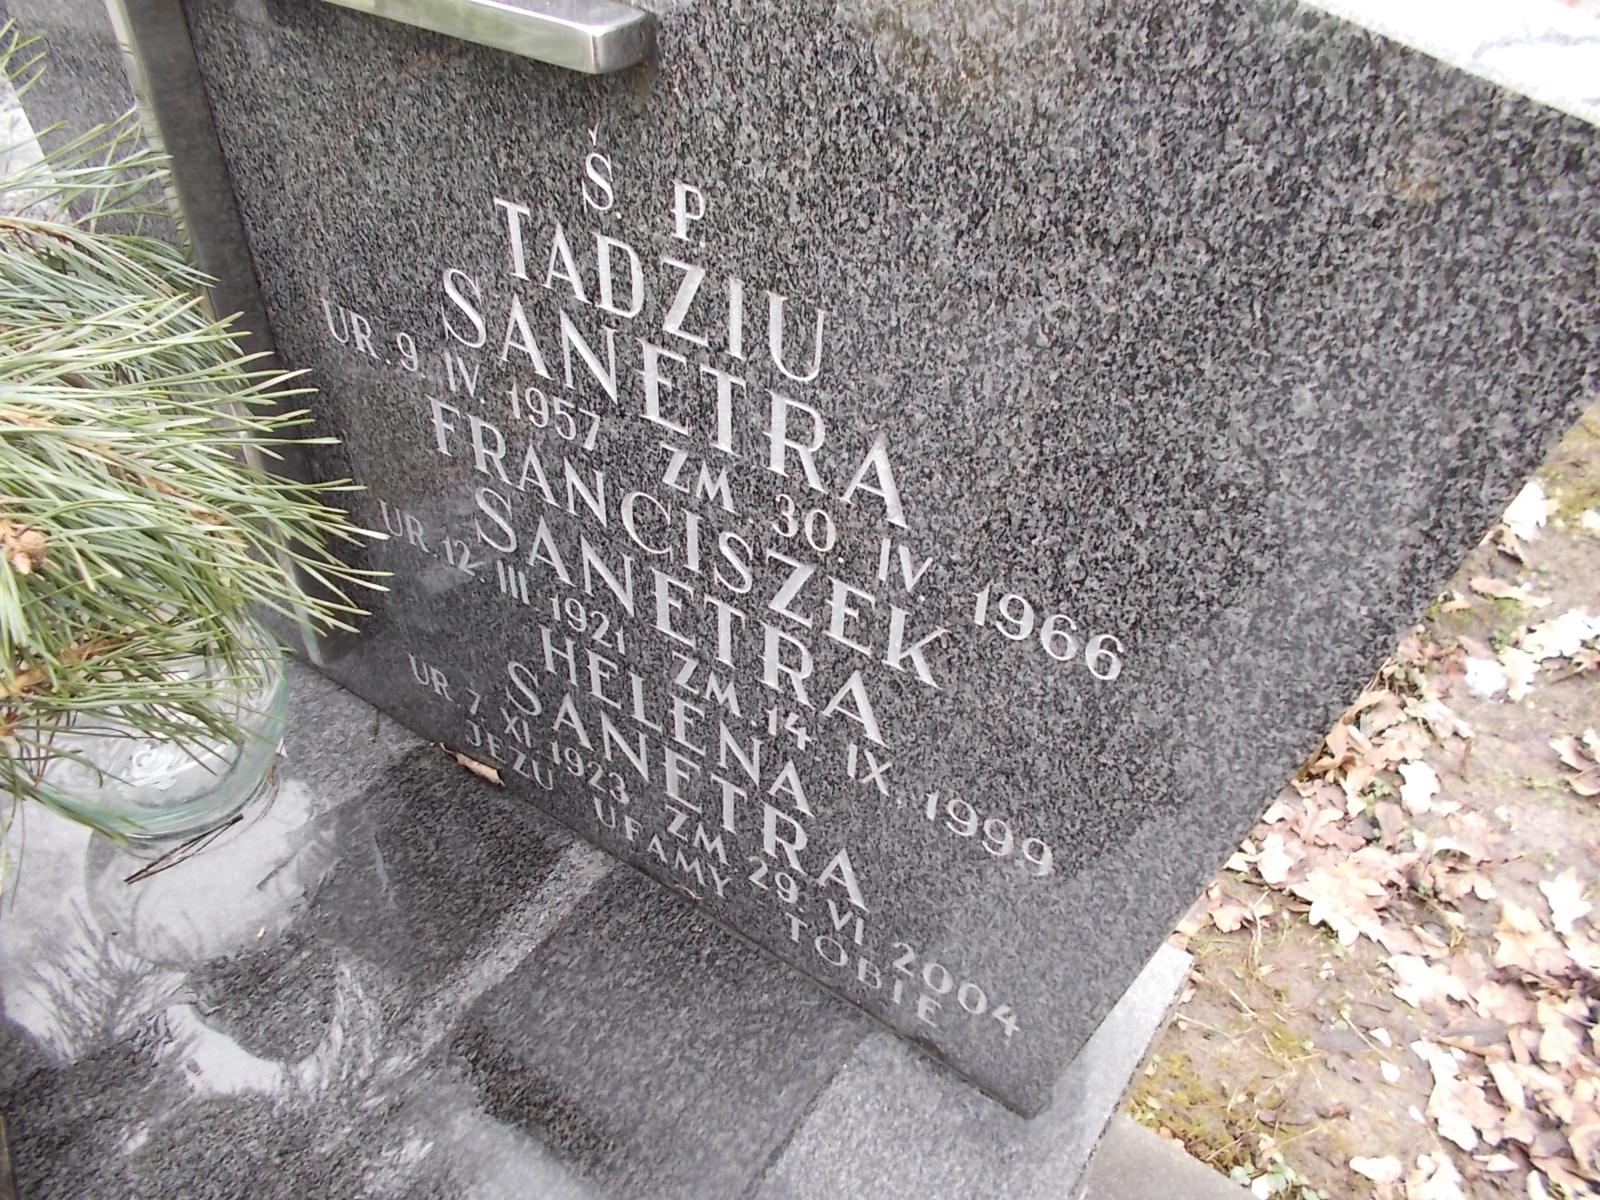 Ś. P.
TADZIU
SANETRA
UR. 9. IV. 1957 ZM. 30. IV. 1966
FRANCISZEK
SANETRA
UR. 12. III. 1921 ZM. 14. IX. 1999
HELENA
SANETRA
UR. 7. XI. 1923 ZM. 29. VI. 2004
JEZU UFAMY TOBIE